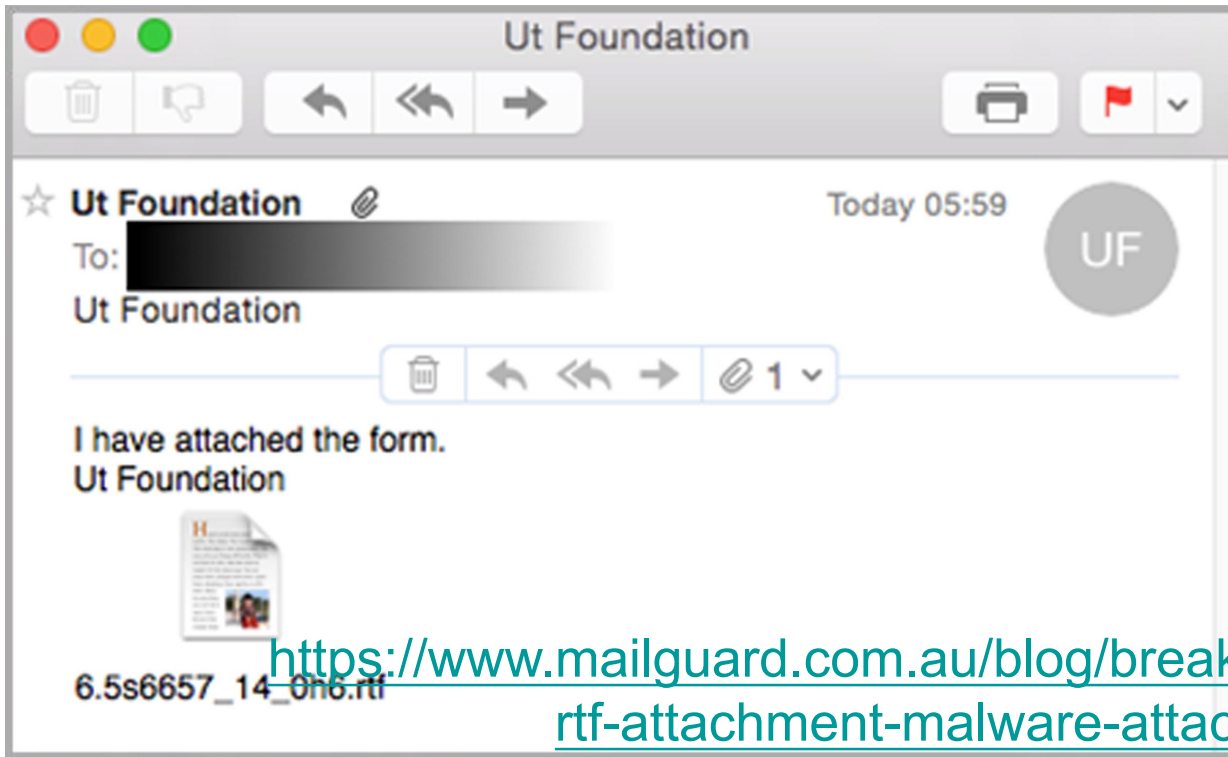 Ut Foundation
Ut Foundation
Today 05:59
UF
To:
Ut Foundation
1
I have attached the form.
Ut Foundation
6.5s6657_14_0h6.rtf
https://www.mailguard.com.au/blog/break
rtf-attachment-malware-attac